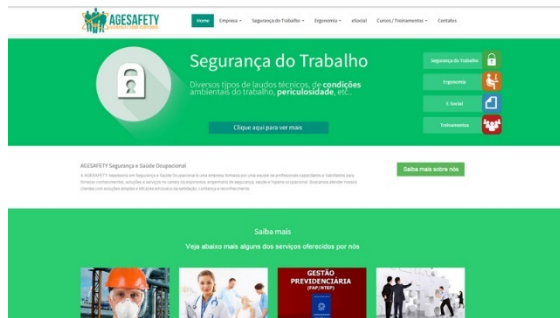 AGESAFETY
Home Empresa Segurança do Trabalho Ergonomia eSocial Cursos / Treinamentos Contatos
Segurança do Trabalho
Diversos tipos de laudos técnicos, de condições
ambientais do trabalho, periculosidade, etc..
Clique aqui para ver mais
Segurança do Trabalho
Ergonomia
E-Social
Treinamentos
AGESAFETY Segurança e Saúde Ocupacional
Saiba mais sobre nós
Saiba mais
Veja abaixo mais alguns dos serviços oferecidos por nós
GESTÃO
PREVIDENCIÁRIA
(FAP/NTEP)